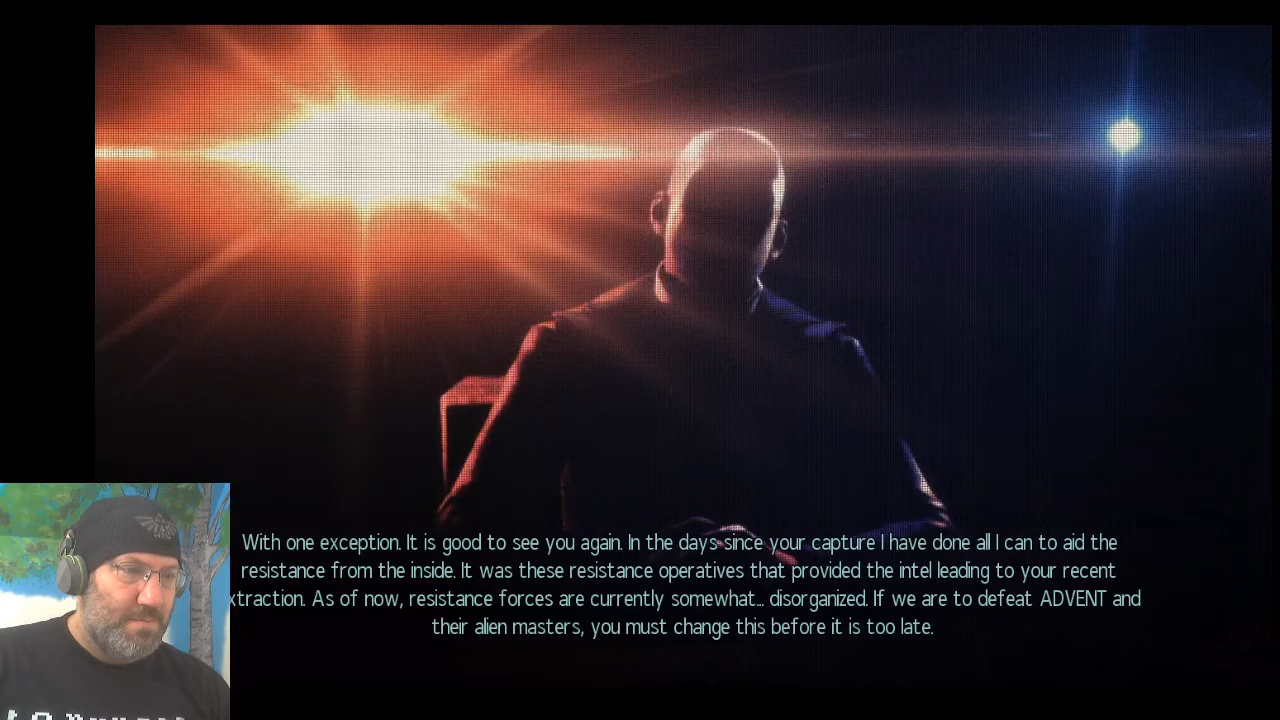 With one exception. It is good to see you again. In the days since your capture I have done all I can to aid the
resistance from the inside. It was these resistance operatives that provided the intel leading to your recent
xtraction. As of now, resistance forces are currently somewhat... disorganized. If we are to defeat ADVENT and
their alien masters, you must change this before it is too late.